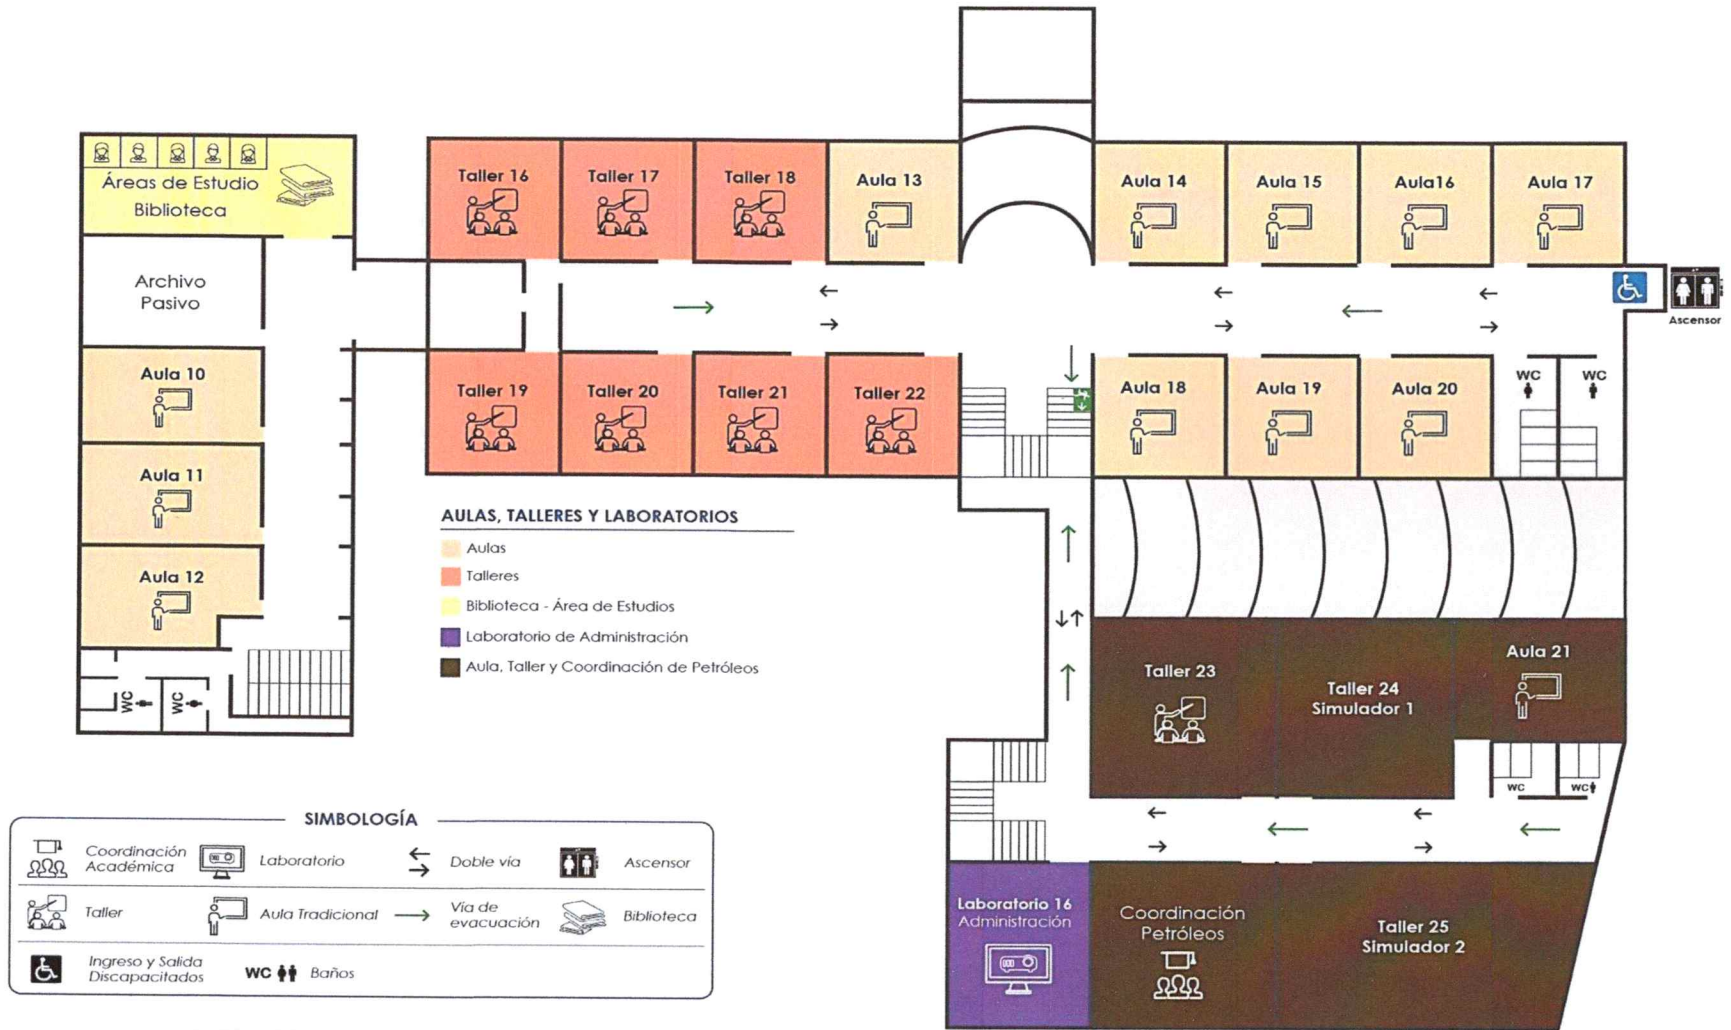 Áreas de Estudio
Biblioteca
Archivo
Pasivo
Aula 10
Aula 11
Aula 12
WC
WC
Taller 16
Taller 17
Taller 18
Aula 13
Aula 14
Aula 15
Aula16
Aula 17
Ascensor
Taller 19
Taller 20
Taller 21
Taller 22
Aula 18
Aula 19
Aula 20
WC
WC
AULAS, TALLERES Y LABORATORIOS
Aulas
Talleres
Biblioteca - Área de Estudios
Laboratorio de Administración
Aula, Taller y Coordinación de Petróleos
Taller 23
Taller 24
Simulador 1
Aula 21
WC
WC
Laboratorio 16
Administración
Coordinación
Petróleos
Taller 25
Simulador 2
SIMBOLOGÍA
Coordinación
Académica
Laboratorio
Doble vía
Ascensor
Taller
Aula Tradicional
Vía de
evacuación
Biblioteca
Ingreso y Salida
Discapacitados
WC
Baños